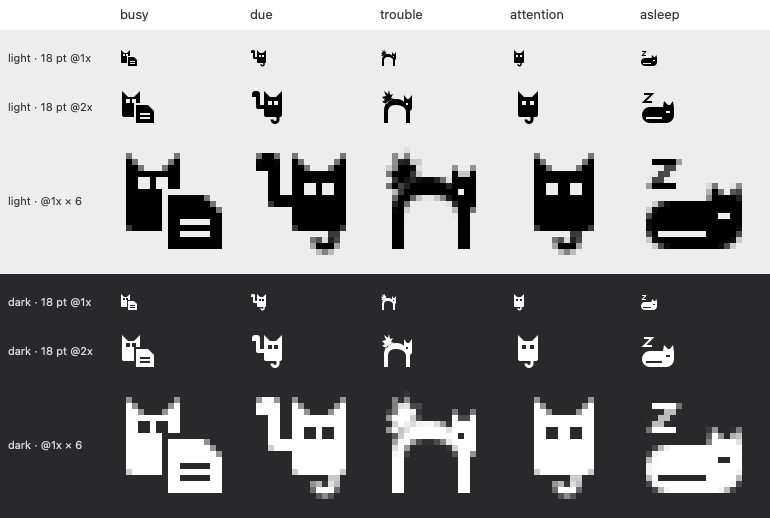 busy due trouble attention asleep
light · 18 pt @1x
light · 18 pt @2x
light · @1x × 6
dark · 18 pt @1x
dark · 18 pt @2x
dark · @1x × 6